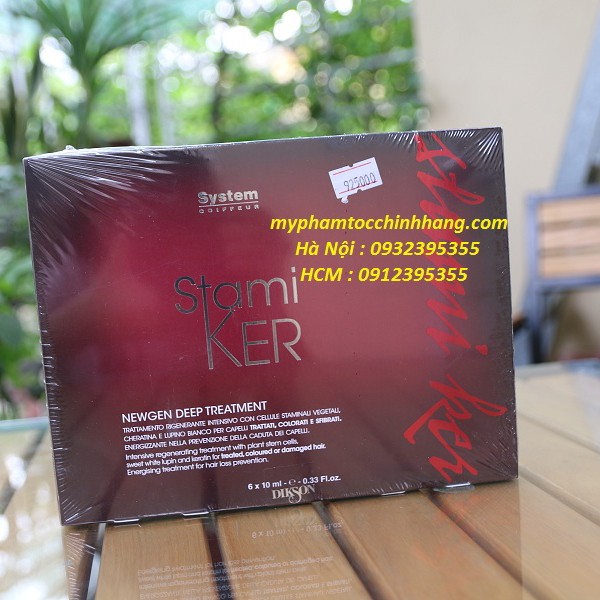 System
COIFFEUR
925000
myphamtocchinhhang.com
Hà Nội : 0932395355
HCM : 0912395355
Stami
KER
stami ker
NEWGEN DEEP TREATMENT
TRATTAMENTO RIGENERANTE INTENSIVO CON CELLULE STAMINALI VEGETALI,
CHERATINA E LUPINO BIANCO PER CAPELLI TRATTATI, COLORATI E SFIBRATI.
ENERGIZZANTE NELLA PREVENZIONE DELLA CADUTA DEI CAPELLI.
Intensive regenerating treatment with plant stem cells,
sweet white lupin and keratin for treated, coloured or damaged hair.
Energising treatment for hair loss prevention.
6 x 10 ml - e - 0.33 Fl.oz.
DIKSON